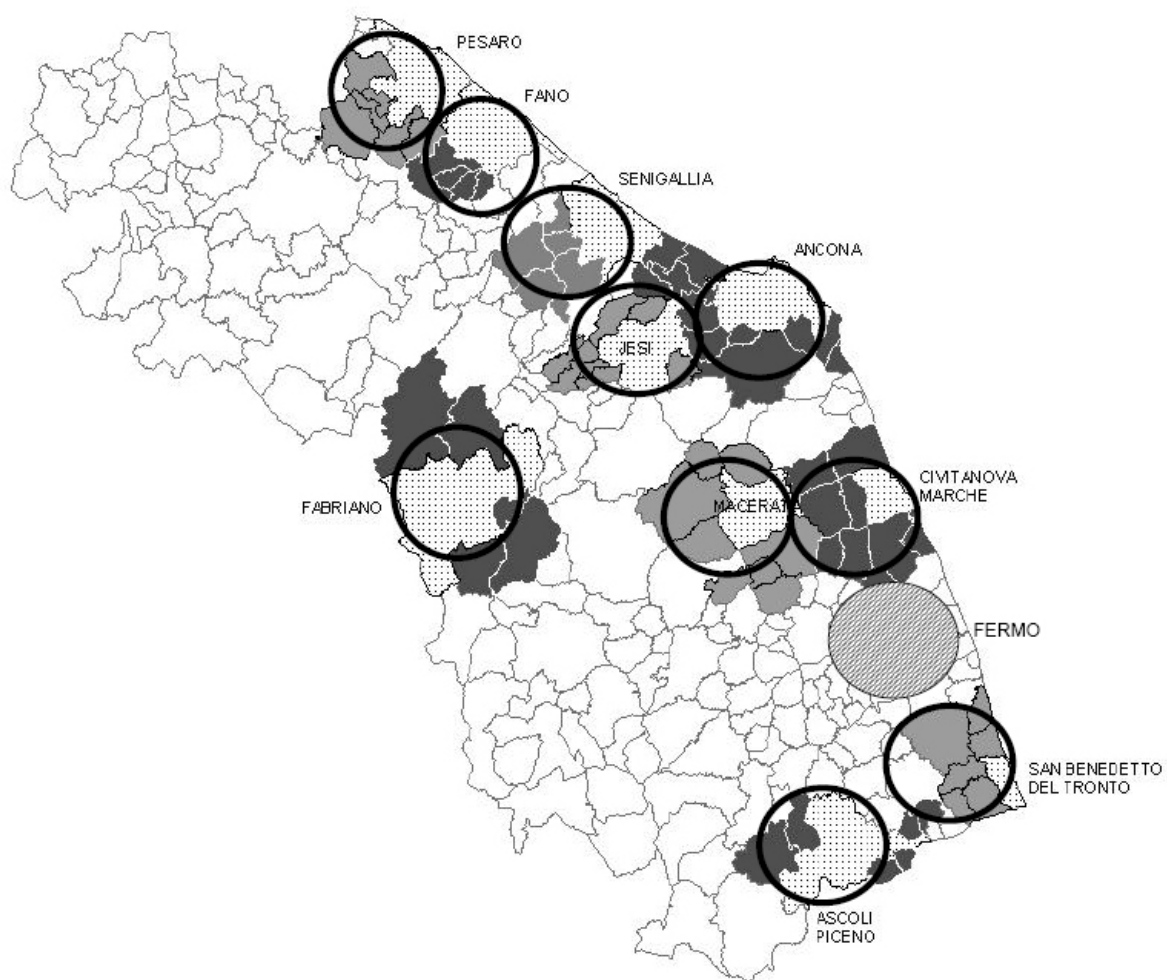 PESARO
FANO
SENIGALLIA
ANCONA
JESI
FABRIANO
MACERATA
CIVITANOVA
MARCHE
FERMO
SAN BENEDETTO
DEL TRONTO
ASCOLI
PICENO